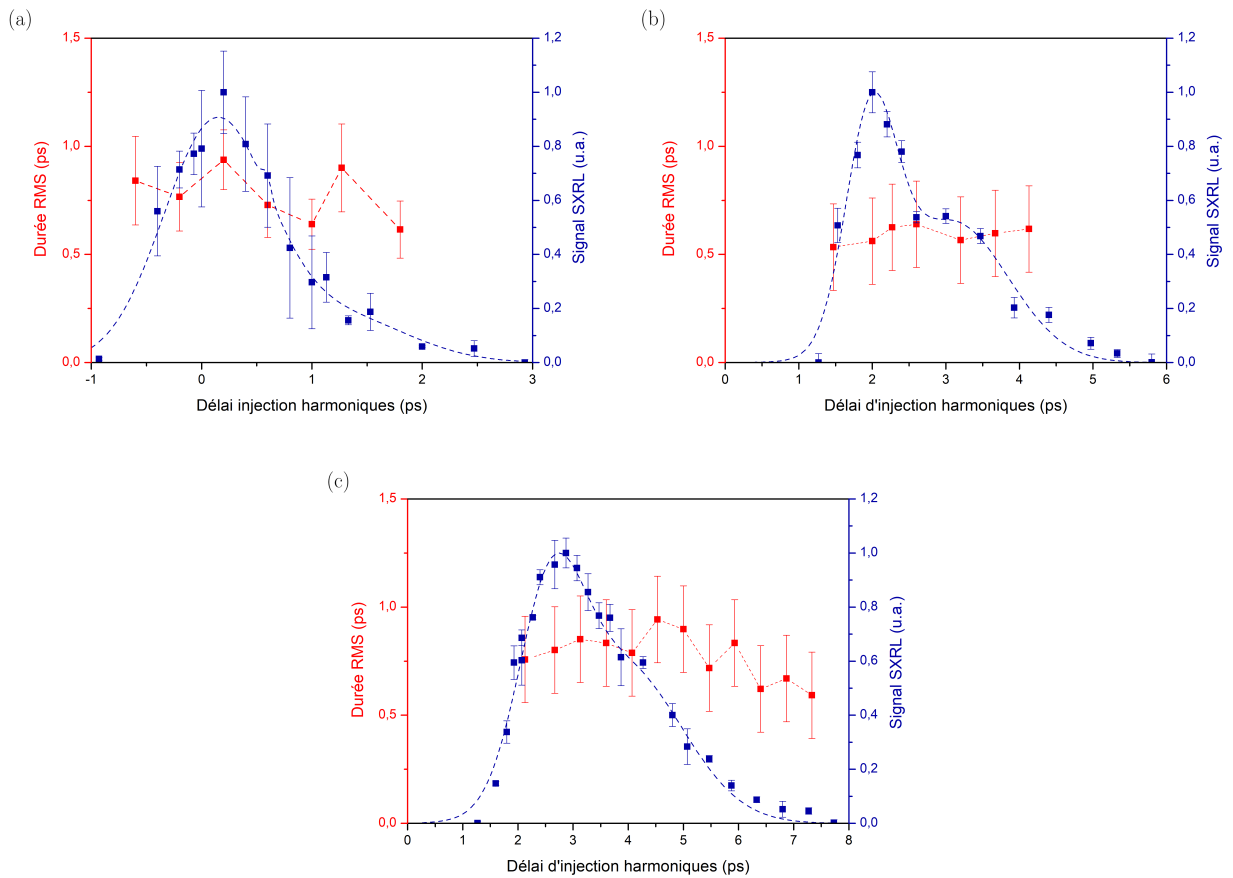 (a)
1,5
1,0
0,5
0,0
Durée RMS (ps)
1,2
1,0
0,8
0,6
0,4
0,2
0,0
Signal SXRL (u.a.)
-1 0 1 2 3
Délai injection harmoniques (ps)
(b)
1,5
1,0
0,5
0,0
Durée RMS (ps)
1,2
1,0
0,8
0,6
0,4
0,2
0,0
Signal SXRL (u.a.)
0 1 2 3 4 5 6
Délai d'injection harmoniques (ps)
(c)
1,5
1,0
0,5
0,0
Durée RMS (ps)
1,2
1,0
0,8
0,6
0,4
0,2
0,0
Signal SXRL (u.a.)
0 1 2 3 4 5 6 7 8
Délai d'injection harmoniques (ps)